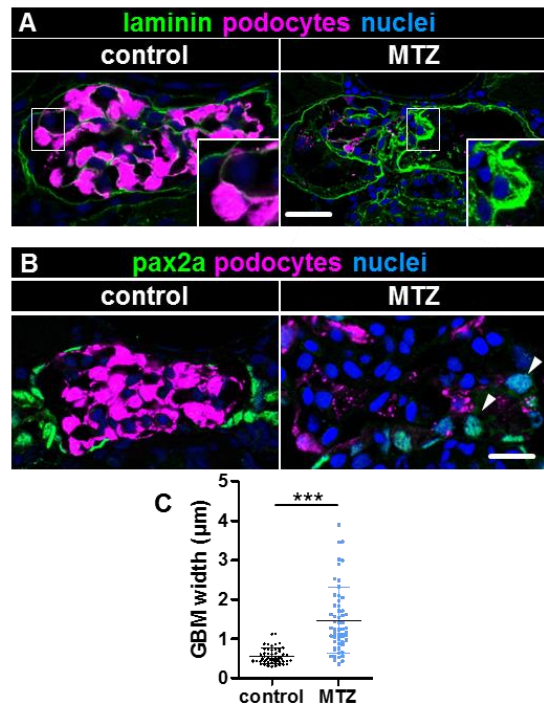 A laminin podocytes nuclei
control MTZ
B pax2a podocytes nuclei
control MTZ
C
***
GBM width (µm)
5
4
3
2
1
0
control MTZ